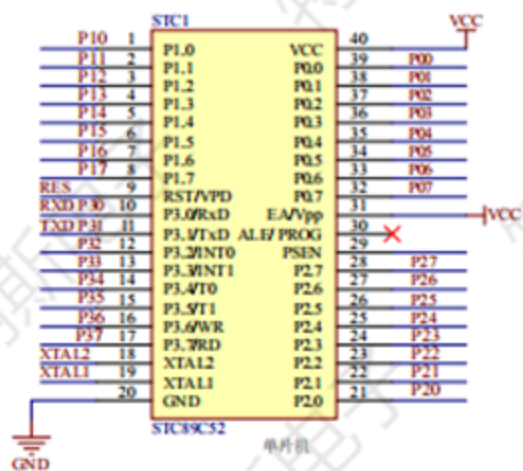 STC1
VCC
P10 1 P1.0 VCC 40
P11 2 P1.1 P0.0 39 P00
P12 3 P1.2 P0.1 38 P01
P13 4 P1.3 P0.2 37 P02
P14 5 P1.4 P0.3 36 P03
P15 6 P1.5 P0.4 35 P04
P16 7 P1.6 P0.5 34 P05
P17 8 P1.7 P0.6 33 P06
RES 9 RST/VPD P0.7 32 P07
RXD P30 10 P3.0/RxD EA/Vpp 31 VCC
TXD P31 11 P3.1/TxD ALE/PROG 30
P32 12 P3.2/INT0 PSEN 29
P33 13 P3.3/INT1 P2.7 28 P27
P34 14 P3.4/T0 P2.6 27 P26
P35 15 P3.5/T1 P2.5 26 P25
P36 16 P3.6/WR P2.4 25 P24
P37 17 P3.7/RD P2.3 24 P23
XTAL2 18 XTAL2 P2.2 23 P22
XTAL1 19 XTAL1 P2.1 22 P21
20 GND P2.0 21 P20
STC89C52
单片机
GND